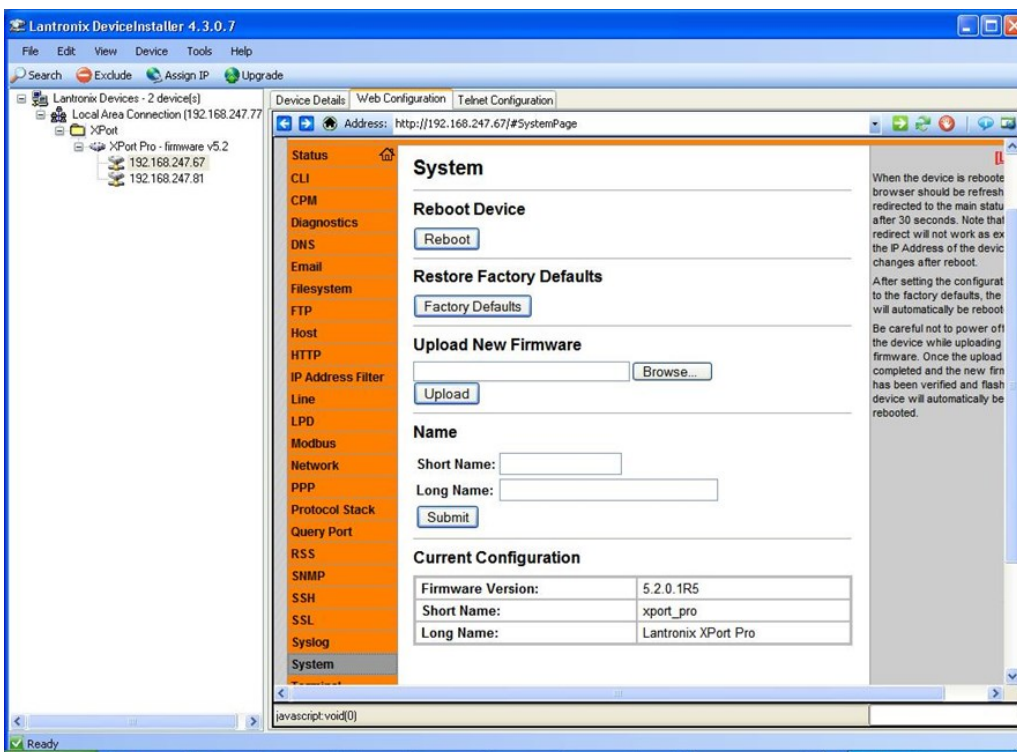 Lantronix DeviceInstaller 4.3.0.7
File Edit View Device Tools Help
Search Exclude Assign IP Upgrade
Lantronix Devices - 2 device(s)
Local Area Connection (192.168.247.77
XPort
XPort Pro - firmware v5.2
192.168.247.67
192.168.247.81
Device Details Web Configuration Telnet Configuration
Address: http://192.168.247.67/#SystemPage
Status
CLI
CPM
Diagnostics
DNS
Email
Filesystem
FTP
Host
HTTP
IP Address Filter
Line
LPD
Modbus
Network
PPP
Protocol Stack
Query Port
RSS
SNMP
SSH
SSL
Syslog
System
Terminal
System
Reboot Device
Reboot
Restore Factory Defaults
Factory Defaults
Upload New Firmware
Browse...
Upload
Name
Short Name:
Long Name:
Submit
Current Configuration
Firmware Version: 5.2.0.1R5
Short Name: xport_pro
Long Name: Lantronix XPort Pro
When the device is reboote
browser should be refresh
redirected to the main statu
after 30 seconds. Note that
redirect will not work as ex
the IP Address of the devic
changes after reboot.
After setting the configurat
to the factory defaults, the
will automatically be reboot
Be careful not to power off
the device while uploading
firmware. Once the upload
completed and the new firm
has been verified and flash
device will automatically be
rebooted.
javascript:void(0)
Ready